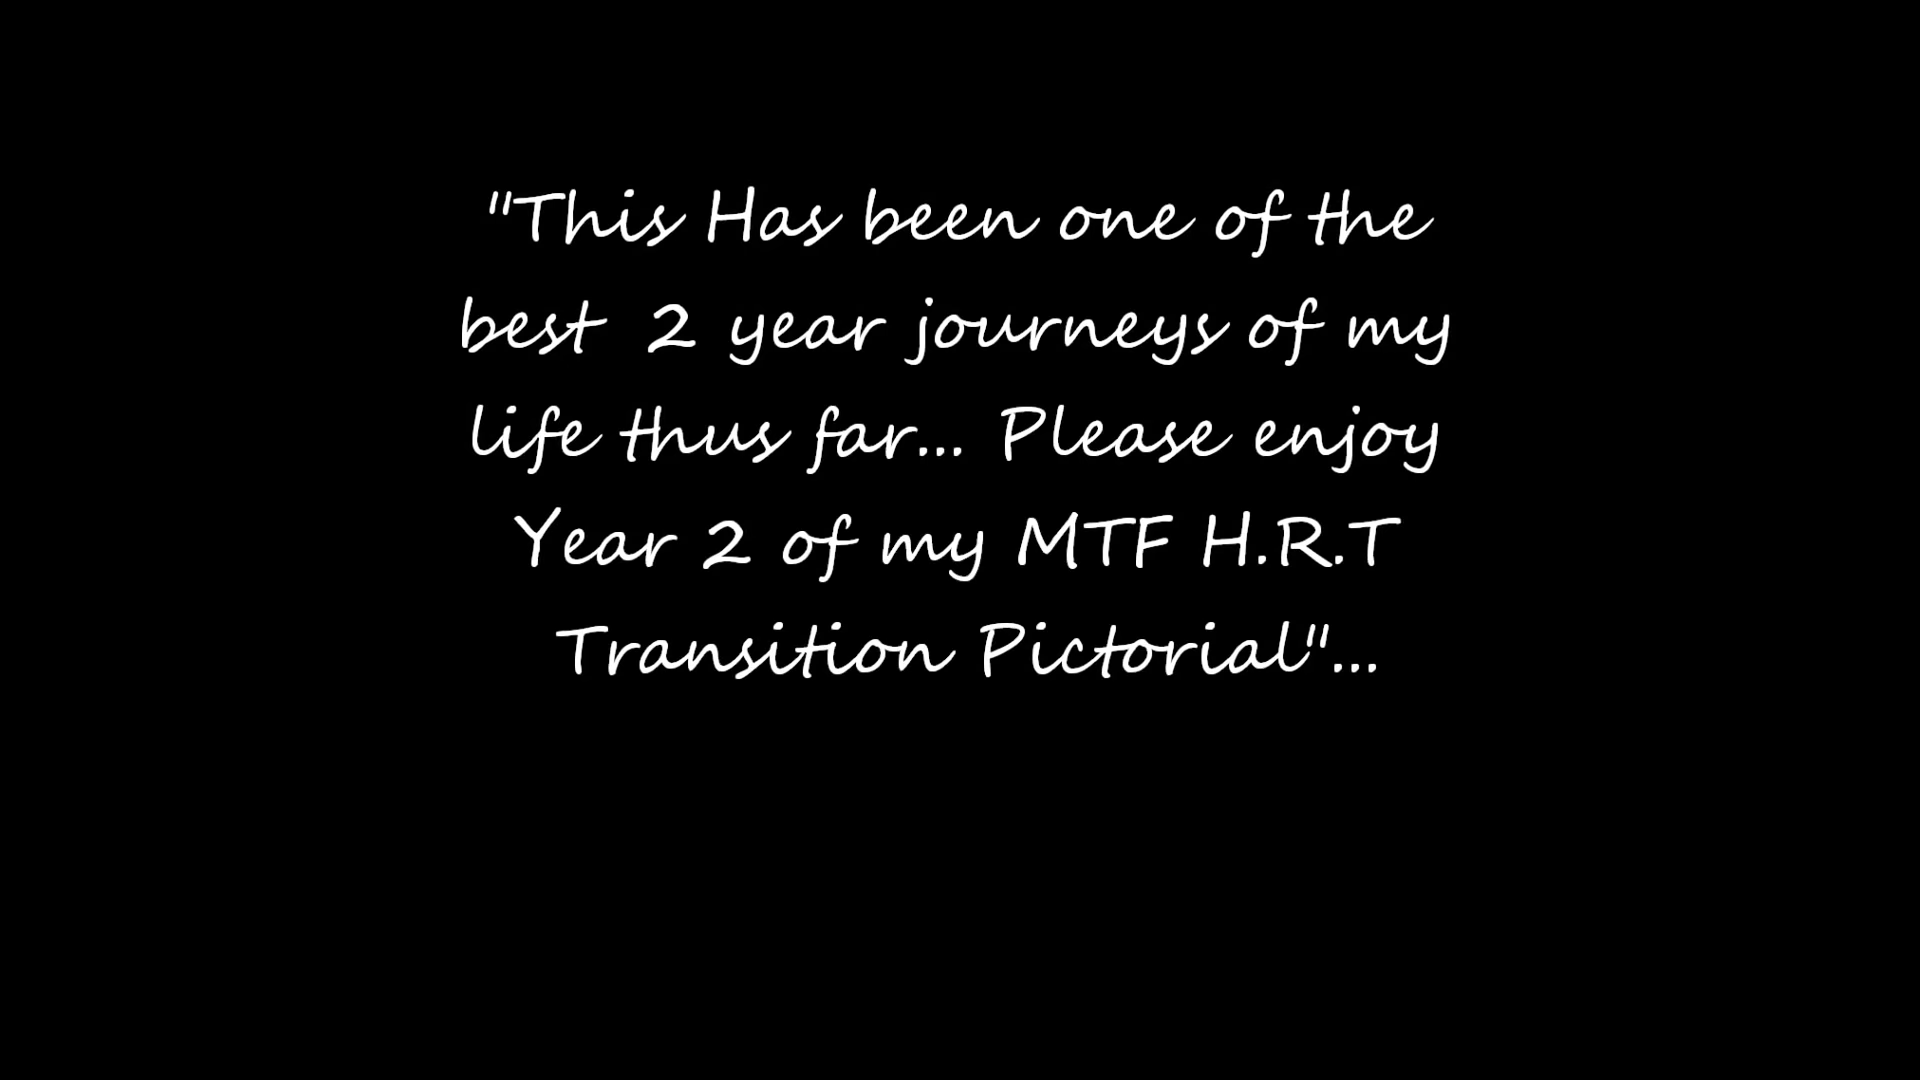 "This Has been one of the
best 2 year journeys of my
life thus far... Please enjoy
Year 2 of my MTF H.R.T
Transition Pictorial"...